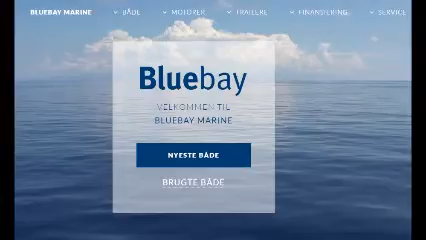 BLUEBAY MARINE BÅDE MOTORER TRAILERE FINANSIERING SERVICE
Bluebay
VELKOMMEN TIL
BLUEBAY MARINE
NYESTE BÅDE
BRUGTE BÅDE